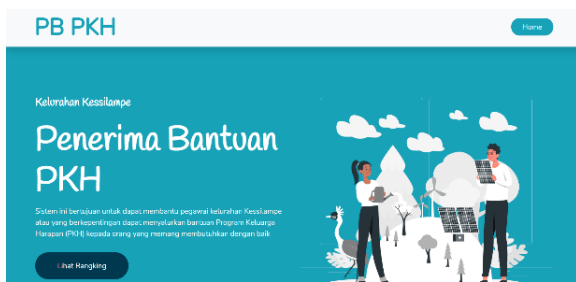 PB PKH
Home
Kelurahan Kessilampe
Penerima Bantuan
PKH
Sistem ini bertujuan untuk dapat membantu pegawai kelurahan Kessilampe
atau yang berkepentingan dapat menyalurkan bantuan Program Keluarga
Harapan (PKH) kepada orang yang memang membutuhkan dengan baik
Lihat Rangking